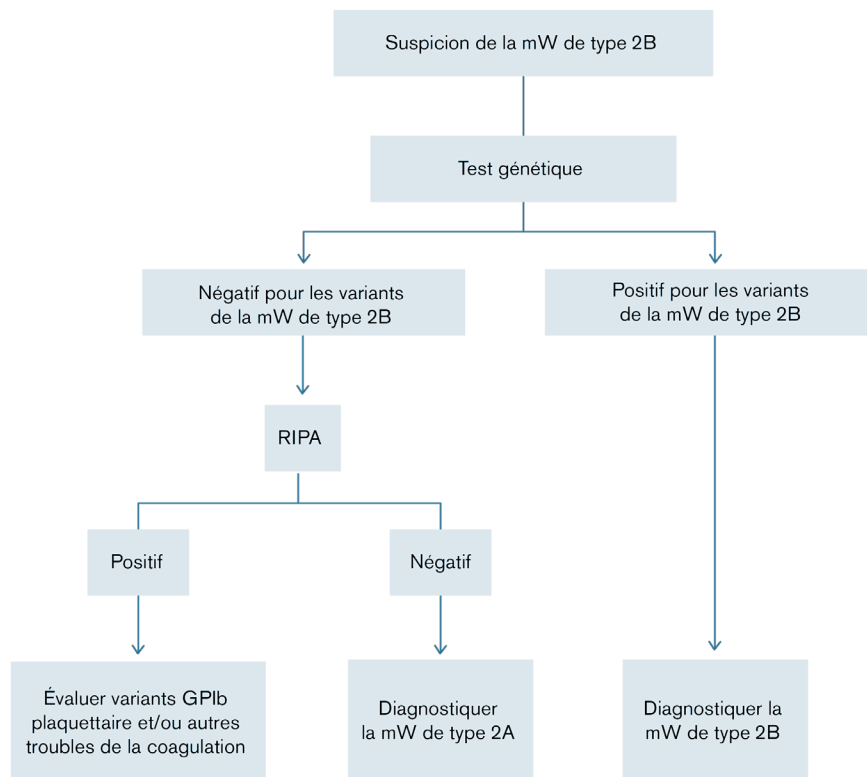 Suspicion de la mW de type 2B
Test génétique
Négatif pour les variants
de la mW de type 2B
Positif pour les variants
de la mW de type 2B
RIPA
Positif
Négatif
Évaluer variants GPIb
plaquettaire et/ou autres
troubles de la coagulation
Diagnostiquer
la mW de type 2A
Diagnostiquer la
mW de type 2B